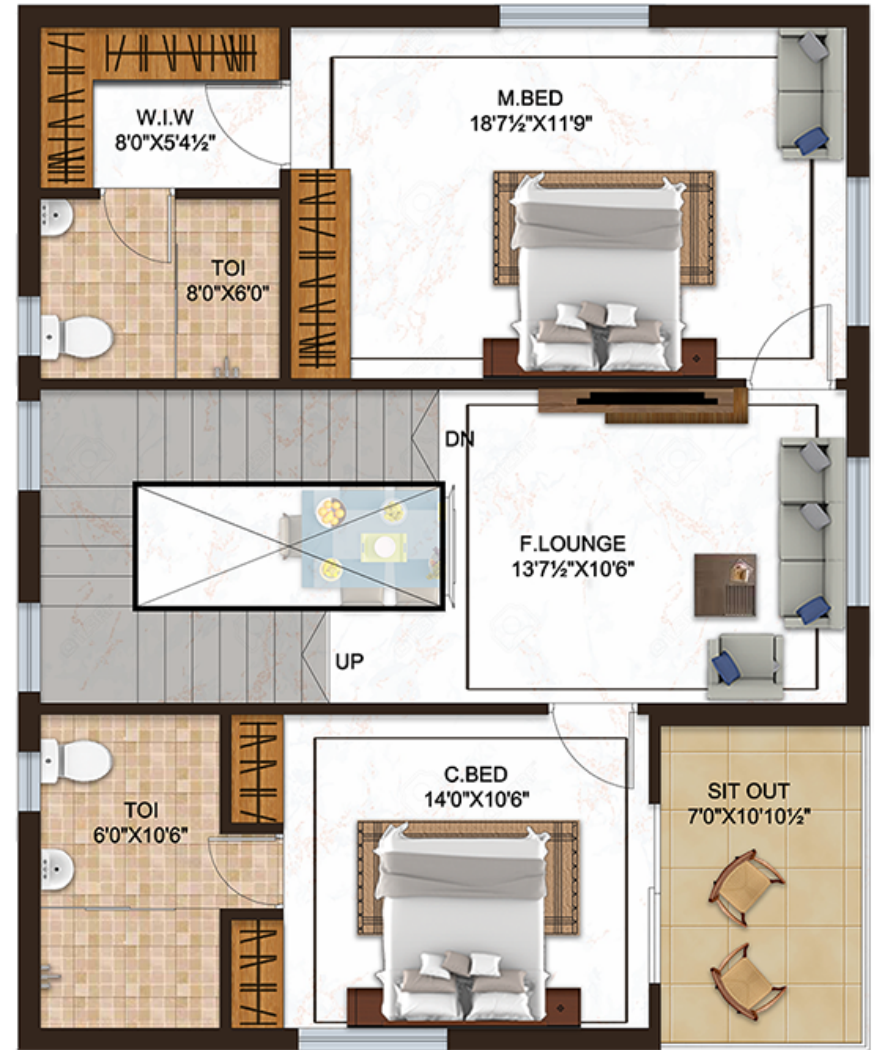 M.BED
18'7½"X11'9"
W.I.W
8'0"X5'4½"
TOI
8'0"X6'0"
DN
F.LOUNGE
13'7½"X10'6"
UP
C.BED
14'0"X10'6"
SIT OUT
7'0"X10'10½"
TOI
6'0"X10'6"